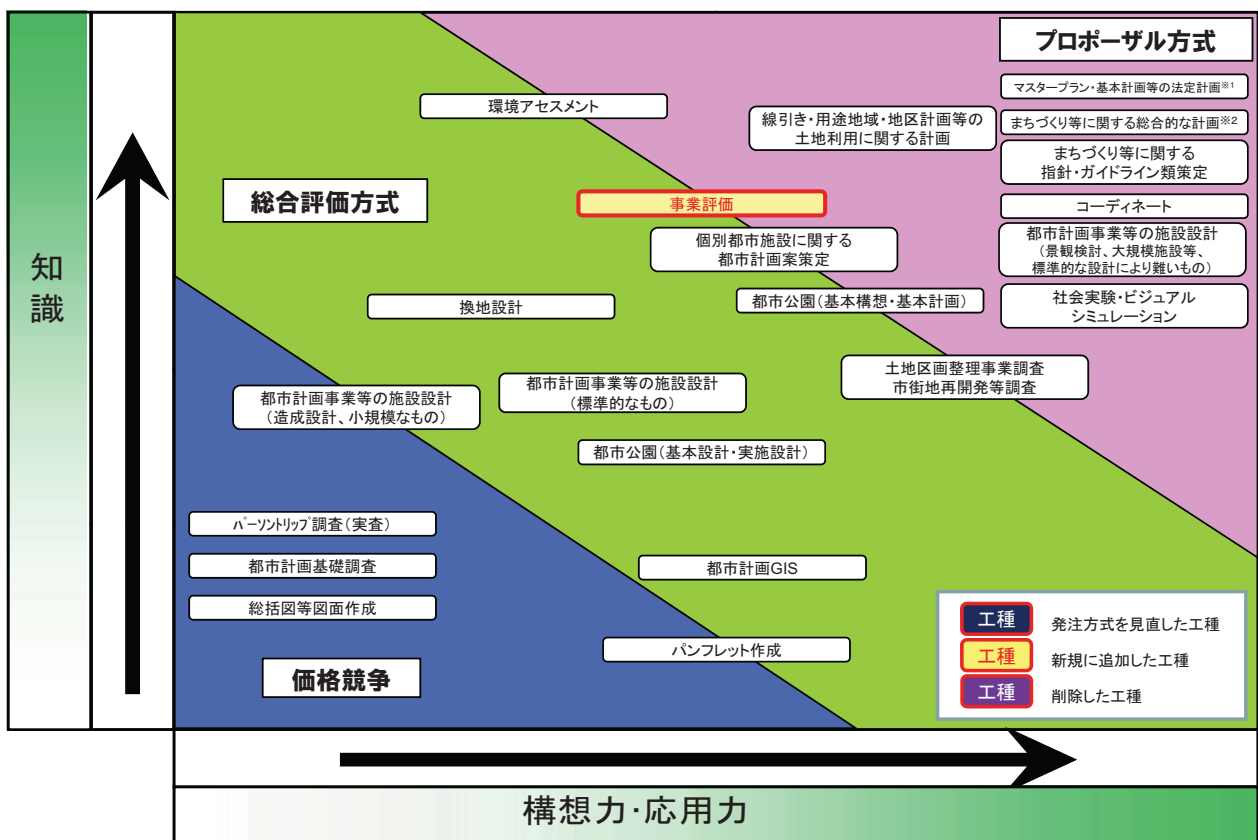 知識
プロポーザル方式
マスタープラン・基本計画等の法定計画※1
環境アセスメント
線引き・用途地域・地区計画等の
土地利用に関する計画
まちづくり等に関する総合的な計画※2
まちづくり等に関する
指針・ガイドライン類策定
総合評価方式
事業評価
コーディネート
個別都市施設に関する
都市計画案策定
都市計画事業等の施設設計
(景観検討、大規模施設等、
標準的な設計により難いもの)
換地設計
都市公園(基本構想・基本計画)
社会実験・ビジュアル
シミュレーション
都市計画事業等の施設設計
(造成設計、小規模なもの)
都市計画事業等の施設設計
(標準的なもの)
土地区画整理事業調査
市街地再開発等調査
都市公園(基本設計・実施設計)
パーソントリップ調査(実査)
都市計画基礎調査
都市計画GIS
総括図等図面作成
パンフレット作成
価格競争
工種 発注方式を見直した工種
工種 新規に追加した工種
工種 削除した工種
構想力・応用力